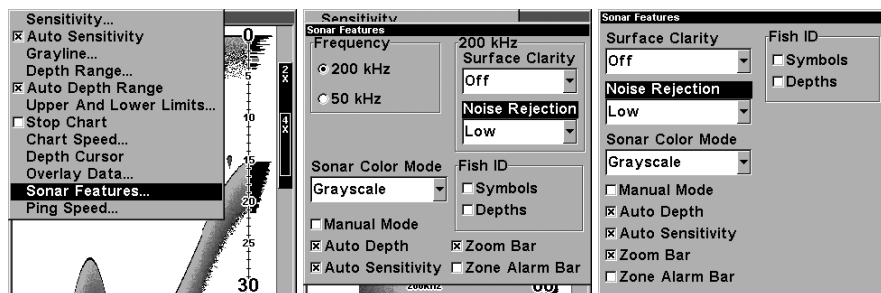 Sensitivity...
Auto Sensitivity
Grayline...
Depth Range...
Auto Depth Range
Upper And Lower Limits...
Stop Chart
Chart Speed...
Depth Cursor
Overlay Data...
Sonar Features...
Ping Speed...
0
5
10
15
20
25
30
2X
4X
Sensitivity
Sonar Features
Frequency
200 kHz
50 kHz
200 kHz
Surface Clarity
Off
Noise Rejection
Low
Sonar Color Mode
Grayscale
Fish ID
Symbols
Depths
Manual Mode
Auto Depth
Zoom Bar
Auto Sensitivity
Zone Alarm Bar
200kHz
60
Sonar Features
Surface Clarity
Off
Noise Rejection
Low
Sonar Color Mode
Grayscale
Fish ID
Symbols
Depths
Manual Mode
Auto Depth
Auto Sensitivity
Zoom Bar
Zone Alarm Bar